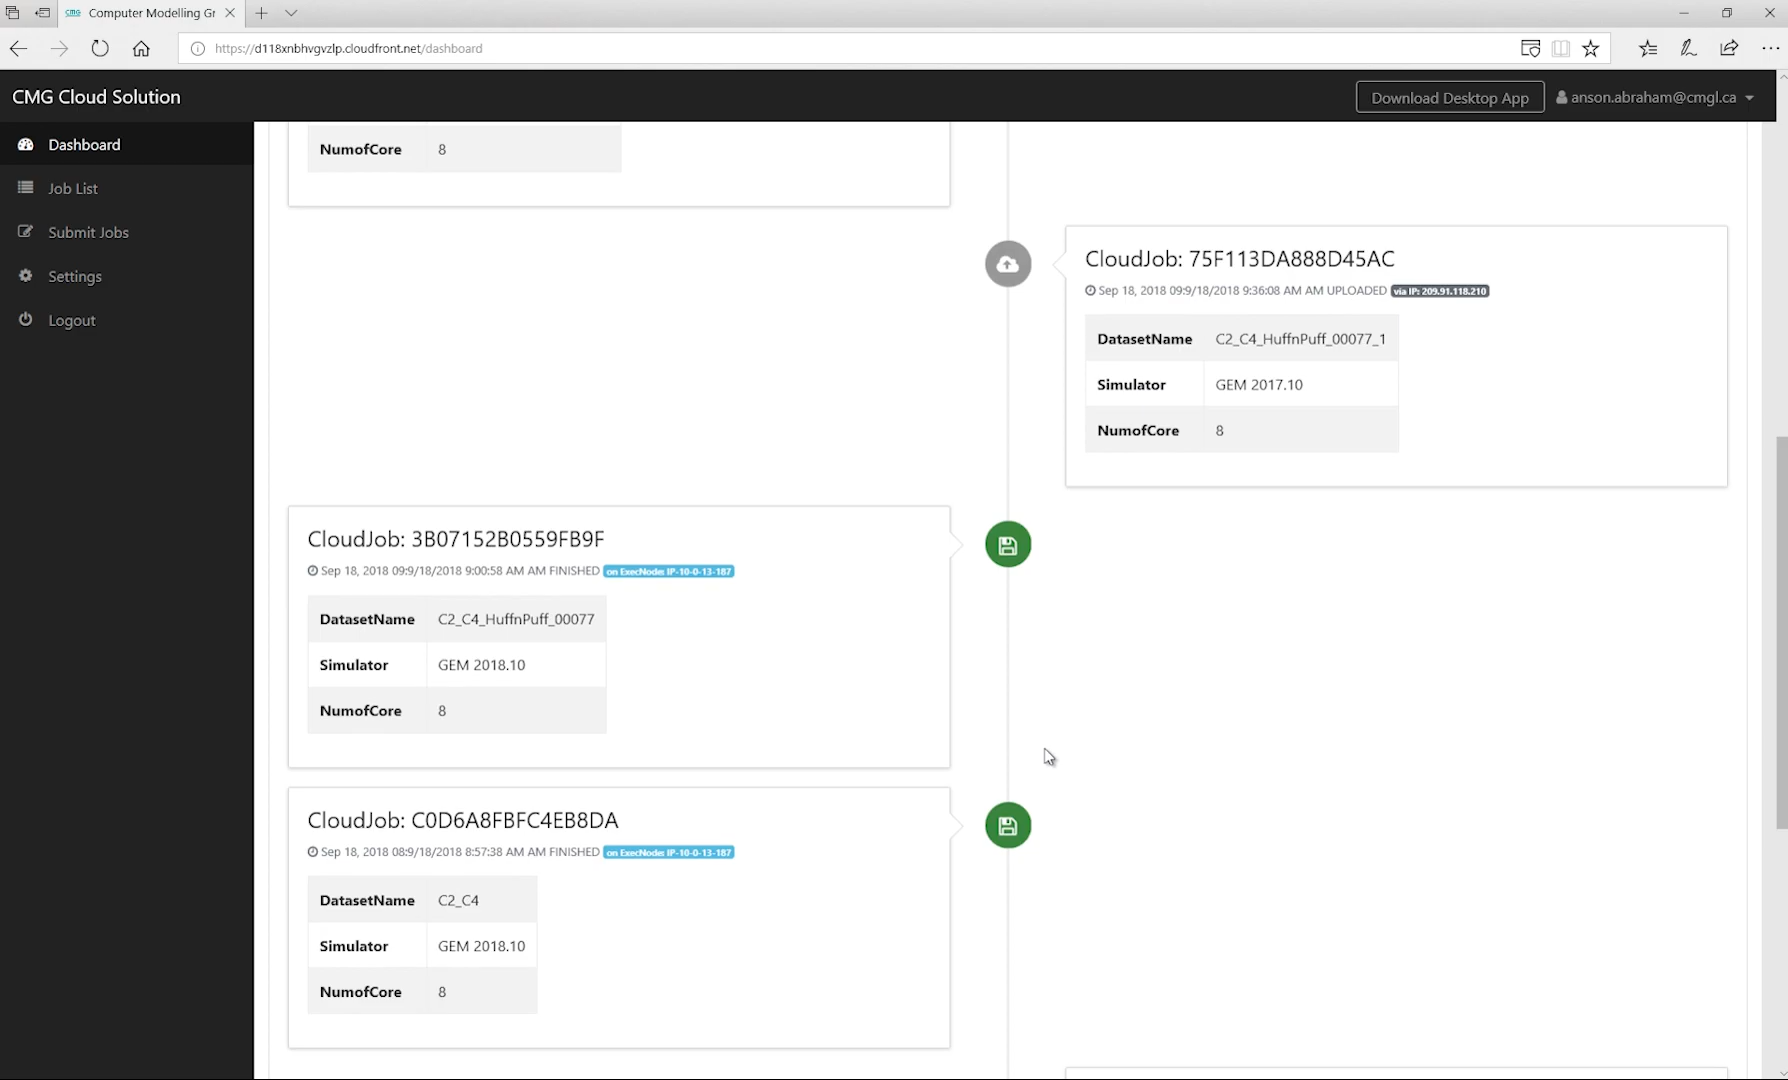 cmg Computer Modelling Gr
https://d118xnbhvgvzlp.cloudfront.net/dashboard
CMG Cloud Solution
Download Desktop App
anson.abraham@cmgl.ca
Dashboard
Job List
Submit Jobs
Settings
Logout
NumofCore 8
CloudJob: 75F113DA888D45AC
Sep 18, 2018 09:9/18/2018 9:36:08 AM AM UPLOADED via IP: 209.91.118.210
DatasetName C2_C4_HuffnPuff_00077_1
Simulator GEM 2017.10
NumofCore 8
CloudJob: 3B07152B0559FB9F
Sep 18, 2018 09:9/18/2018 9:00:58 AM AM FINISHED on ExecNode: IP-10-0-13-187
DatasetName C2_C4_HuffnPuff_00077
Simulator GEM 2018.10
NumofCore 8
CloudJob: C0D6A8FBFC4EB8DA
Sep 18, 2018 08:9/18/2018 8:57:38 AM AM FINISHED on ExecNode: IP-10-0-13-187
DatasetName C2_C4
Simulator GEM 2018.10
NumofCore 8